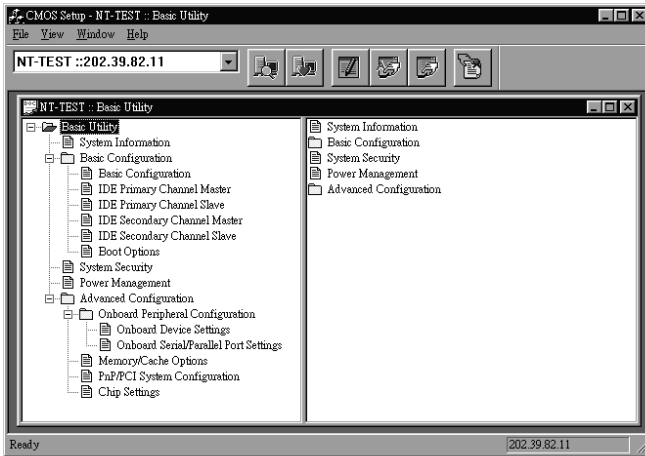 CMOS Setup - NT-TEST :: Basic Utility
File View Window Help
NT-TEST ::202.39.82.11
NT-TEST :: Basic Utility
Basic Utility
System Information
Basic Configuration
Basic Configuration
IDE Primary Channel Master
IDE Primary Channel Slave
IDE Secondary Channel Master
IDE Secondary Channel Slave
Boot Options
System Security
Power Management
Advanced Configuration
Onboard Peripheral Configuration
Onboard Device Settings
Onboard Serial/Parallel Port Settings
Memory/Cache Options
PnP/PCI System Configuration
Chip Settings
System Information
Basic Configuration
System Security
Power Management
Advanced Configuration
Ready
202.39.82.11